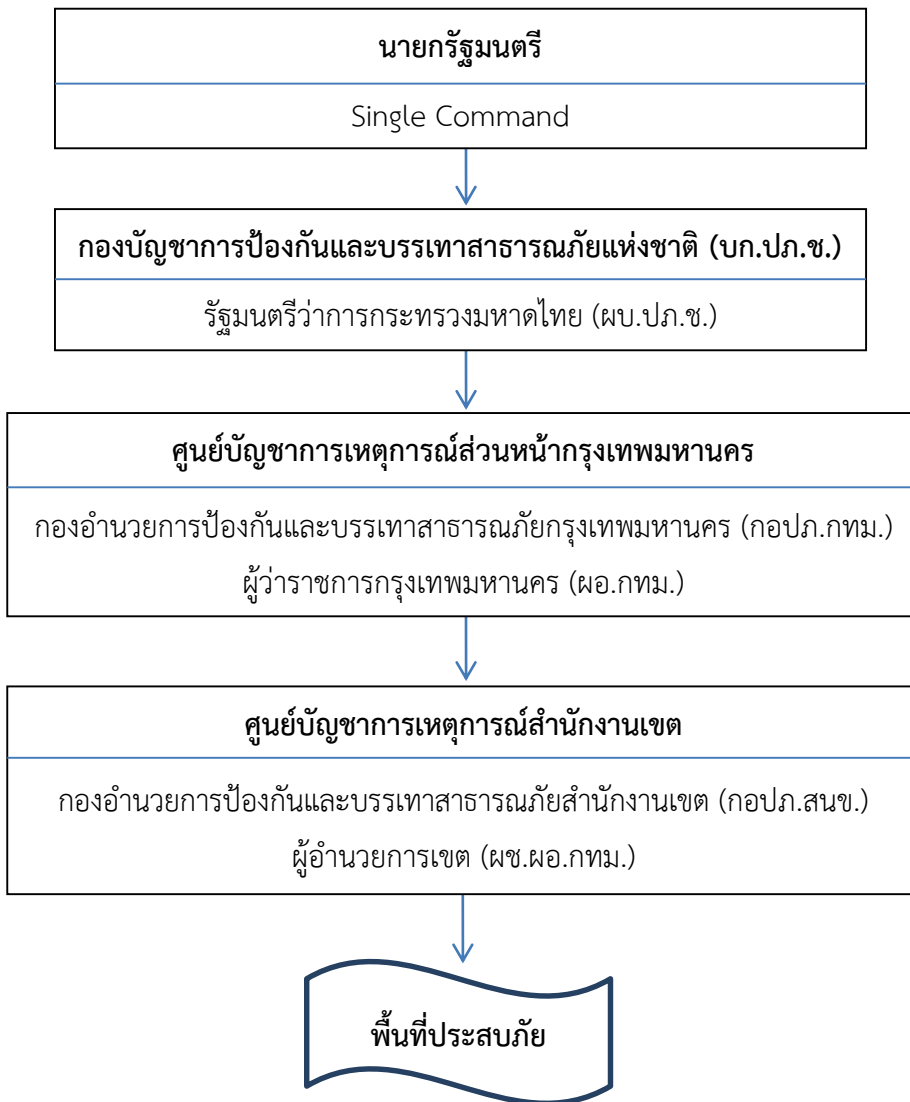 นายกรัฐมนตรี
Single Command
กองบัญชาการป้องกันและบรรเทาสาธารณภัยแห่งชาติ (บก.ปภ.ช.)
รัฐมนตรีว่าการกระทรวงมหาดไทย (ผบ.ปภ.ช.)
ศูนย์บัญชาการเหตุการณ์ส่วนหน้ากรุงเทพมหานคร
กองอำนวยการป้องกันและบรรเทาสาธารณภัยกรุงเทพมหานคร (กอปภ.กทม.)
ผู้ว่าราชการกรุงเทพมหานคร (ผอ.กทม.)
ศูนย์บัญชาการเหตุการณ์สำนักงานเขต
กองอำนวยการป้องกันและบรรเทาสาธารณภัยสำนักงานเขต (กอปภ.สนข.)
ผู้อำนวยการเขต (ผช.ผอ.กทม.)
พื้นที่ประสบภัย